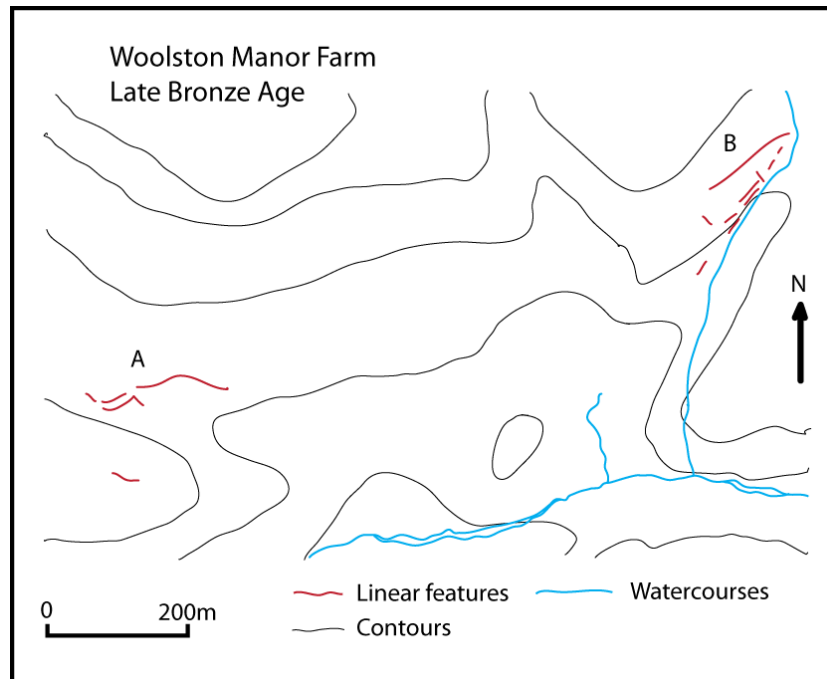 Woolston Manor Farm
Late Bronze Age
B
N
A
Linear features
Watercourses
0
200m
Contours